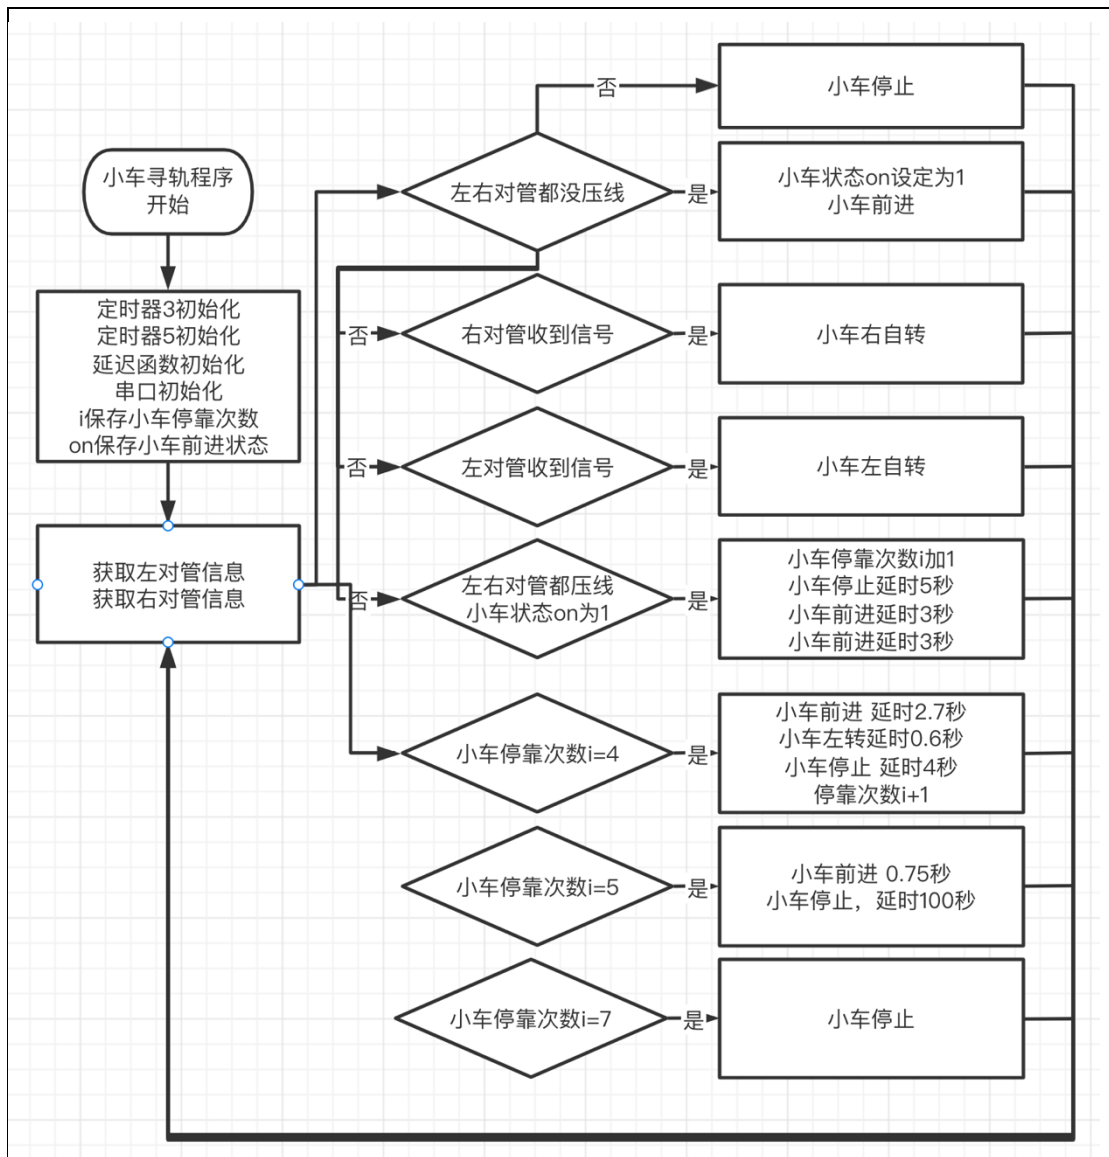 小车寻轨程序
开始
定时器3初始化
定时器5初始化
延迟函数初始化
串口初始化
i保存小车停靠次数
on保存小车前进状态
获取左对管信息
获取右对管信息
否
小车停止
左右对管都没压线
是
小车状态on设定为1
小车前进
否
右对管收到信号
是
小车右自转
否
左对管收到信号
是
小车左自转
否
左右对管都压线
小车状态on为1
是
小车停靠次数i加1
小车停止延时5秒
小车前进延时3秒
小车前进延时3秒
小车停靠次数i=4
是
小车前进 延时2.7秒
小车左转延时0.6秒
小车停止 延时4秒
停靠次数i+1
小车停靠次数i=5
是
小车前进 0.75秒
小车停止，延时100秒
小车停靠次数i=7
是
小车停止